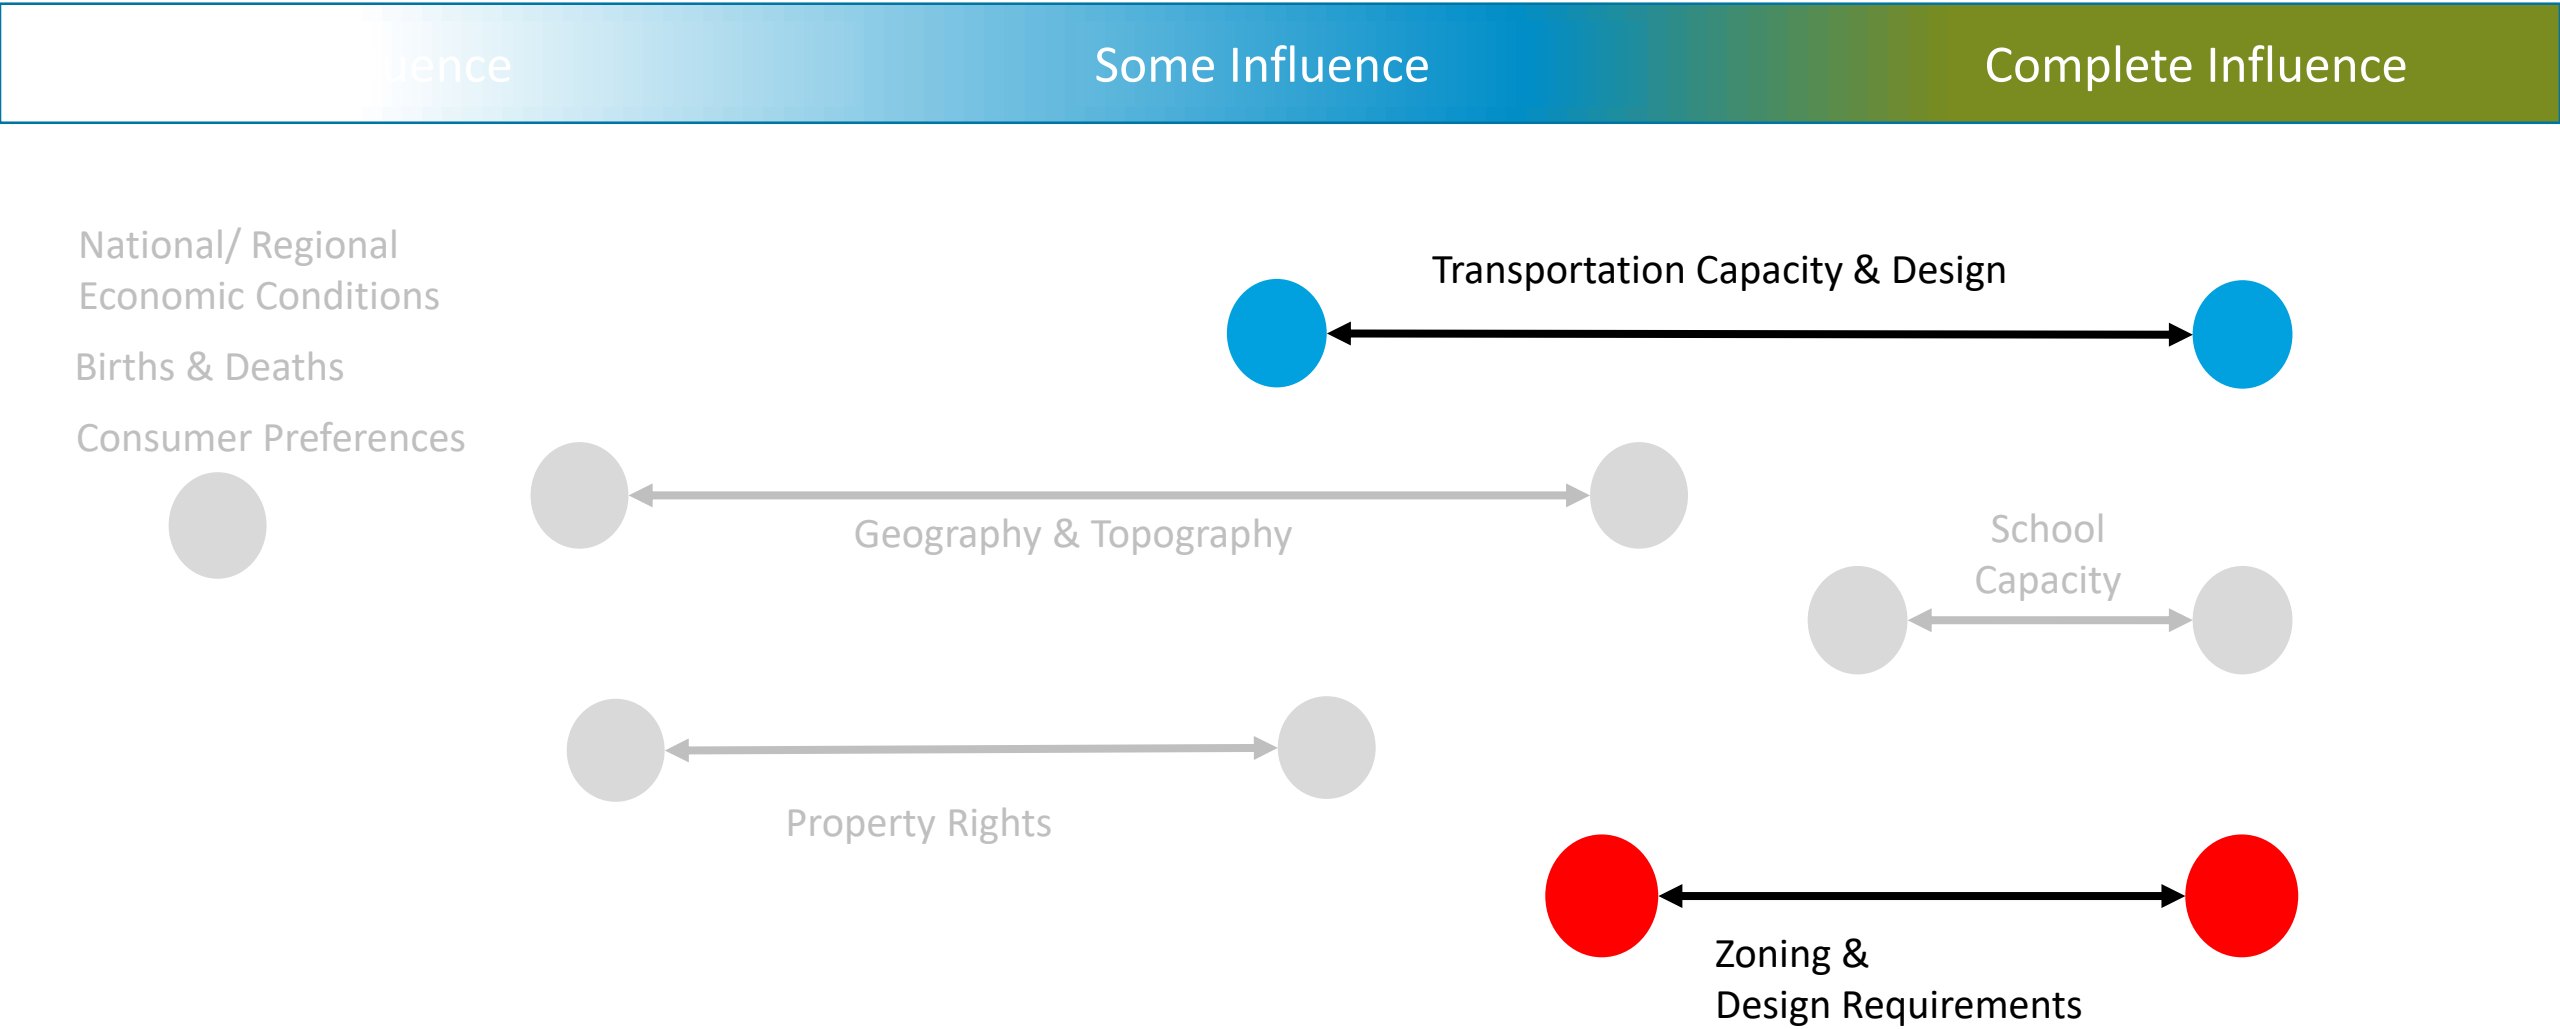 uence Some Influence Complete Influence
National/ Regional
Economic Conditions
Births & Deaths
Consumer Preferences
Transportation Capacity & Design
Geography & Topography
School
Capacity
Property Rights
Zoning &
Design Requirements